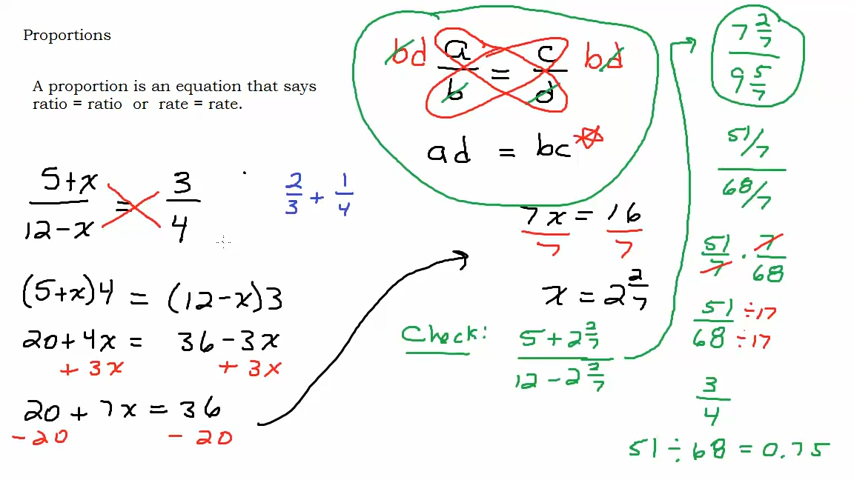 Proportions
A proportion is an equation that says
ratio = ratio or rate = rate.
bd a/b = c/d bd
ad = bc
(5+x)/(12-x) = 3/4
2/3 + 1/4
(5+x)4 = (12-x)3
20+4x = 36-3x
+3x +3x
20 + 7x = 36
-20 -20
7x = 16
7 7
x = 2 2/7
Check: (5+2 2/7)/(12-2 2/7)
(7 2/7)/(9 5/7)
(51/7)/(68/7)
51/7 · 7/68
51 ÷17
68 ÷17
3/4
51 ÷ 68 = 0.75